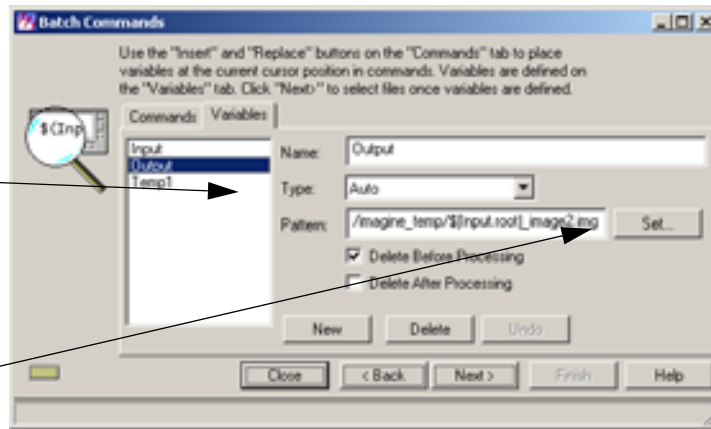 Batch Commands
Use the "Insert" and "Replace" buttons on the "Commands" tab to place
variables at the current cursor position in commands. Variables are defined on
the "Variables" tab. Click "Next>" to select files once variables are defined.
$(Inp
Commands Variables
Input
Output
Temp1
Name: Output
Type: Auto
Pattern: /imagine_temp/$(Input.root)_image2.img Set...
Delete Before Processing
Delete After Processing
New Delete Undo
Close < Back Next > Finish Help